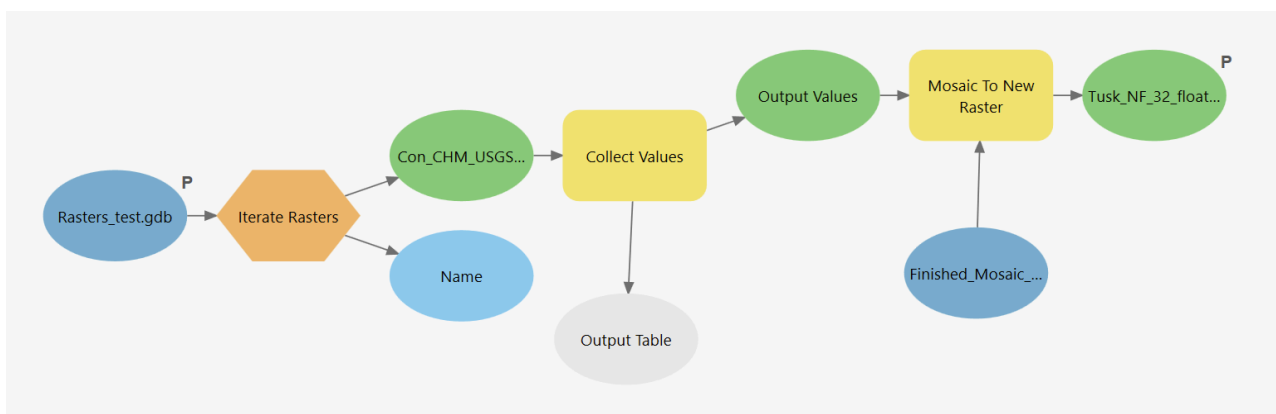 Rasters_test.gdb
P
Iterate Rasters
Con_CHM_USGS...
Name
Collect Values
Output Table
Output Values
Mosaic To New
Raster
Finished_Mosaic_...
Tusk_NF_32_float...
P